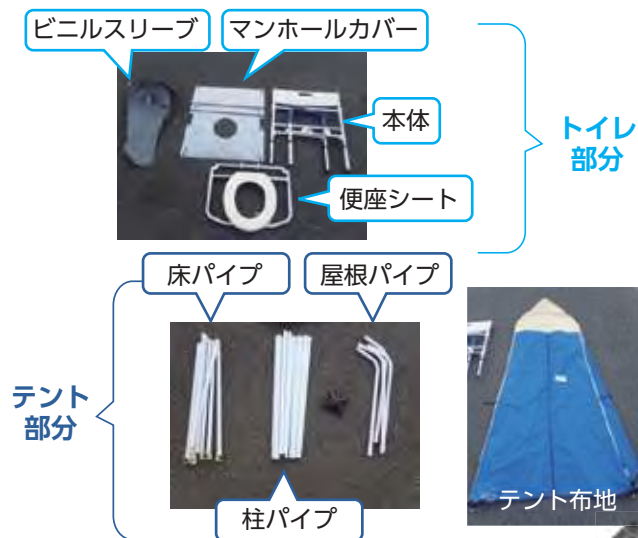 ビニルスリーブ
マンホールカバー
本体
便座シート
トイレ
部分
床パイプ
屋根パイプ
テント
部分
柱パイプ
テント布地